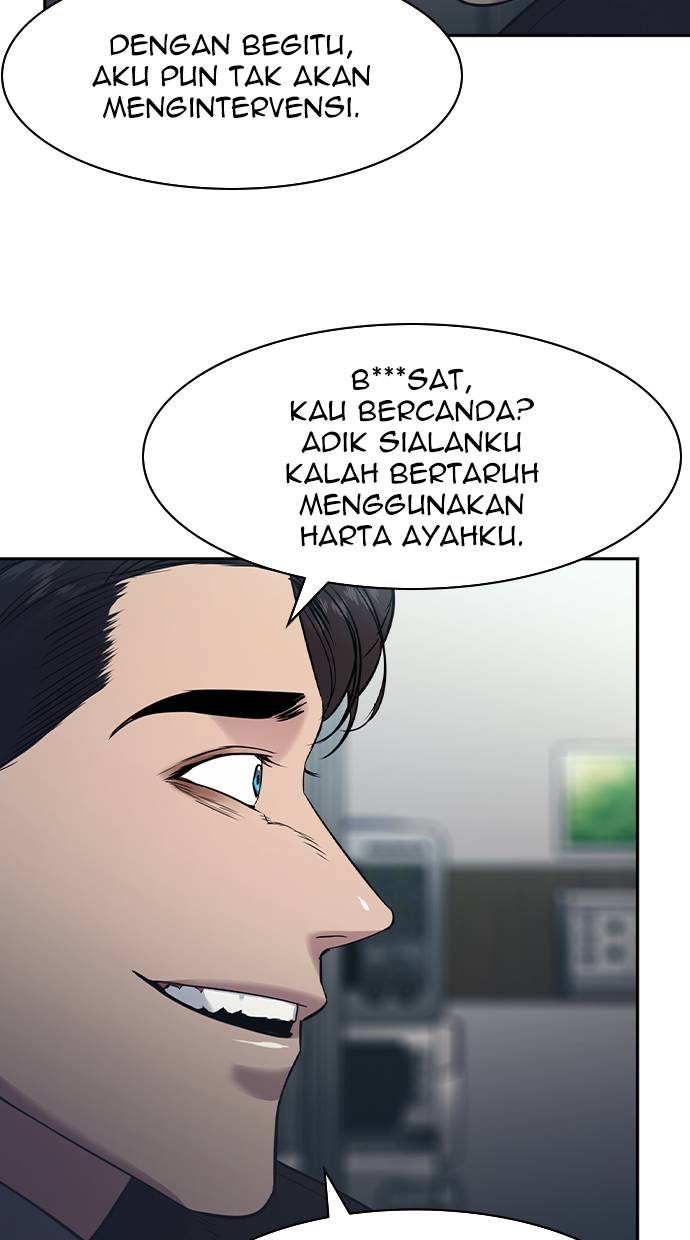 DENGAN BEGITU,
AKU PUN TAK AKAN
MENGINTERVENSI.
B***SAT,
KAU BERCANDA?
ADIK SIALANKU
KALAH BERTARUH
MENGGUNAKAN
HARTA AYAHKU.